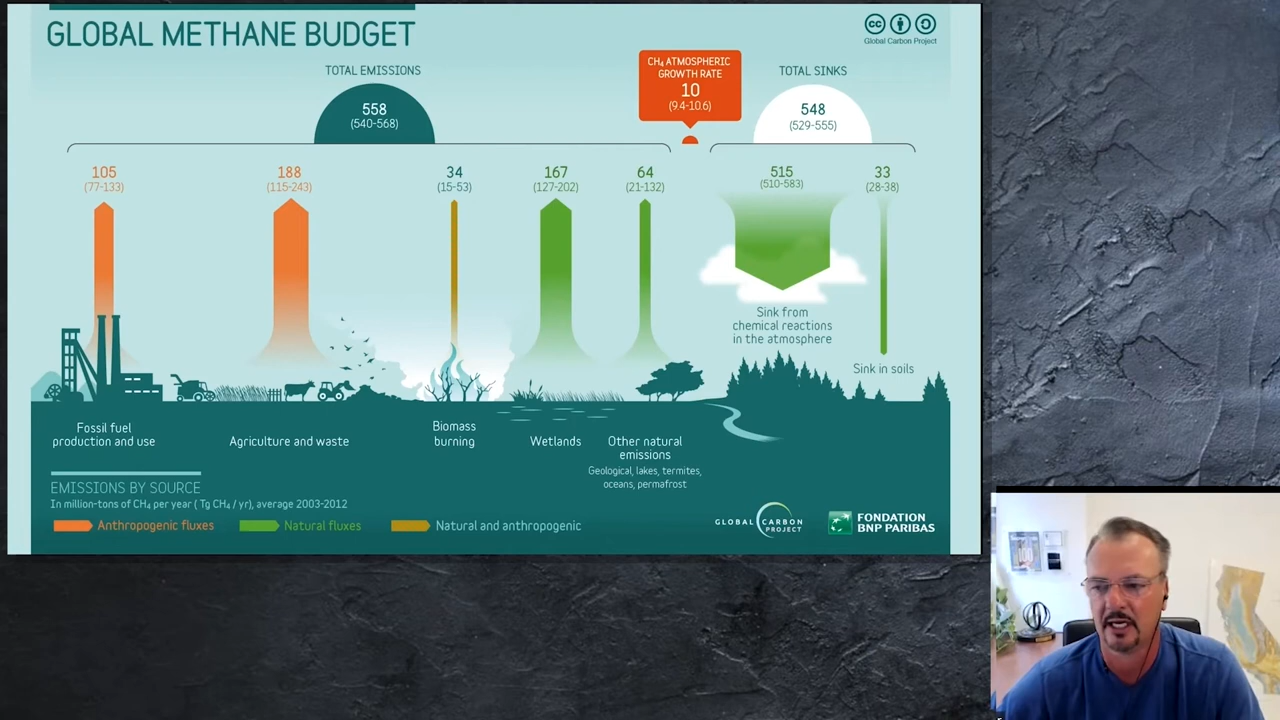 GLOBAL METHANE BUDGET
Global Carbon Project
TOTAL EMISSIONS
558
(540-568)
CH₄ ATMOSPHERIC
GROWTH RATE
10
(9.4-10.6)
TOTAL SINKS
548
(529-555)
105
(77-133)
188
(115-243)
34
(15-53)
167
(127-202)
64
(21-132)
515
(510-583)
33
(28-38)
Sink from
chemical reactions
in the atmosphere
Sink in soils
Fossil fuel
production and use
Agriculture and waste
Biomass
burning
Wetlands
Other natural
emissions
Geological, lakes, termites,
oceans, permafrost
EMISSIONS BY SOURCE
In million-tons of CH₄ per year ( Tg CH₄ / yr), average 2003-2012
Anthropogenic fluxes
Natural fluxes
Natural and anthropogenic
GLOBAL CARBON
PROJECT
FONDATION
BNP PARIBAS